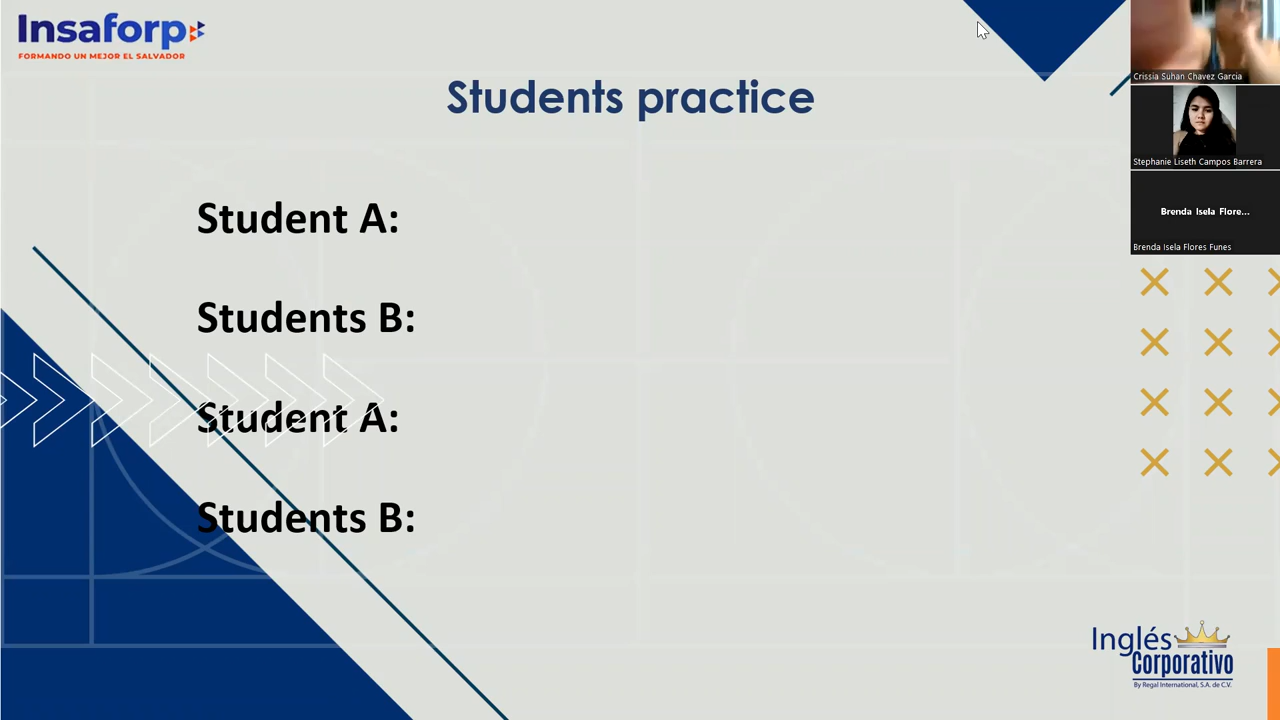 Insaforp
FORMANDO UN MEJOR EL SALVADOR
Students practice
Student A:
Students B:
Student A:
Students B:
Crissia Suhan Chavez Garcia
Stephanie Liseth Campos Barrera
Brenda Isela Flore...
Brenda Isela Flores Funes
Inglés
Corporativo
By Regal International, S.A. de C.V.